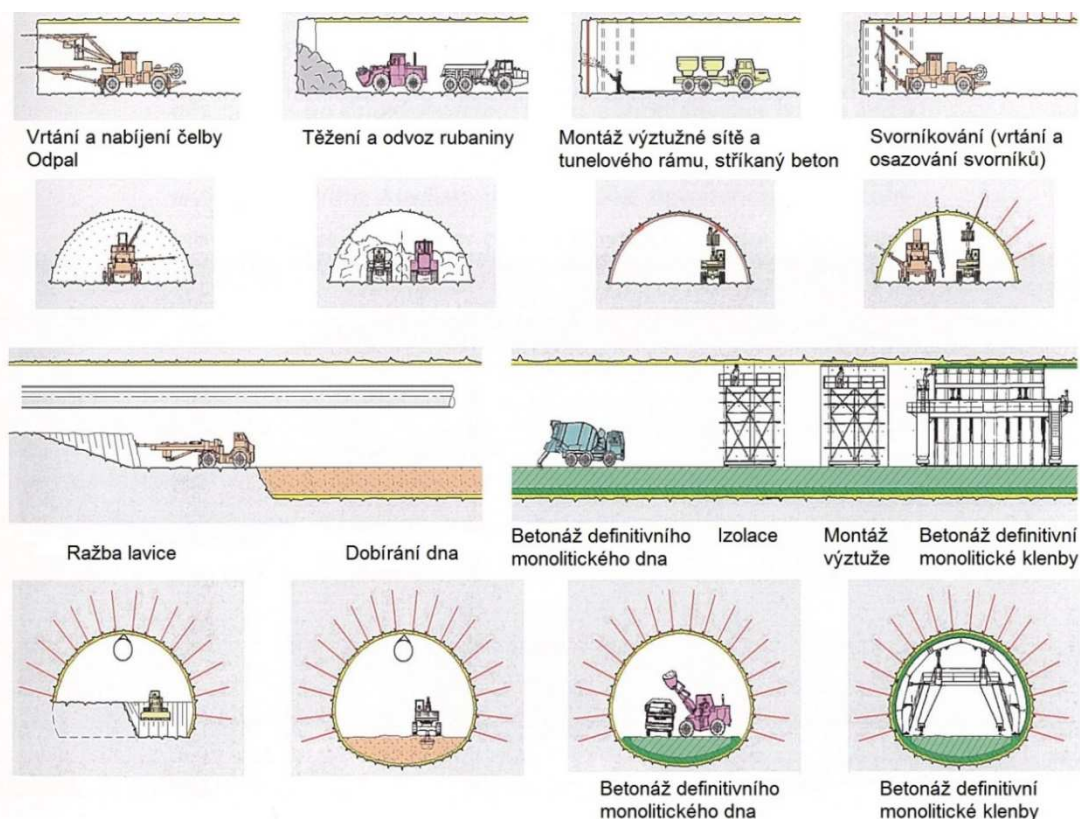 Vrtání a nabíjení čelby
Odpal
Těžení a odvoz rubaniny
Montáž výztužné sítě a
tunelového rámu, stříkaný beton
Svorníkování (vrtání a
osazování svorníků)
Ražba lavice
Dobírání dna
Betonáž definitivního
monolitického dna
Izolace
Montáž
výztuže
Betonáž definitivní
monolitické klenby
Betonáž definitivního
monolitického dna
Betonáž definitivní
monolitické klenby